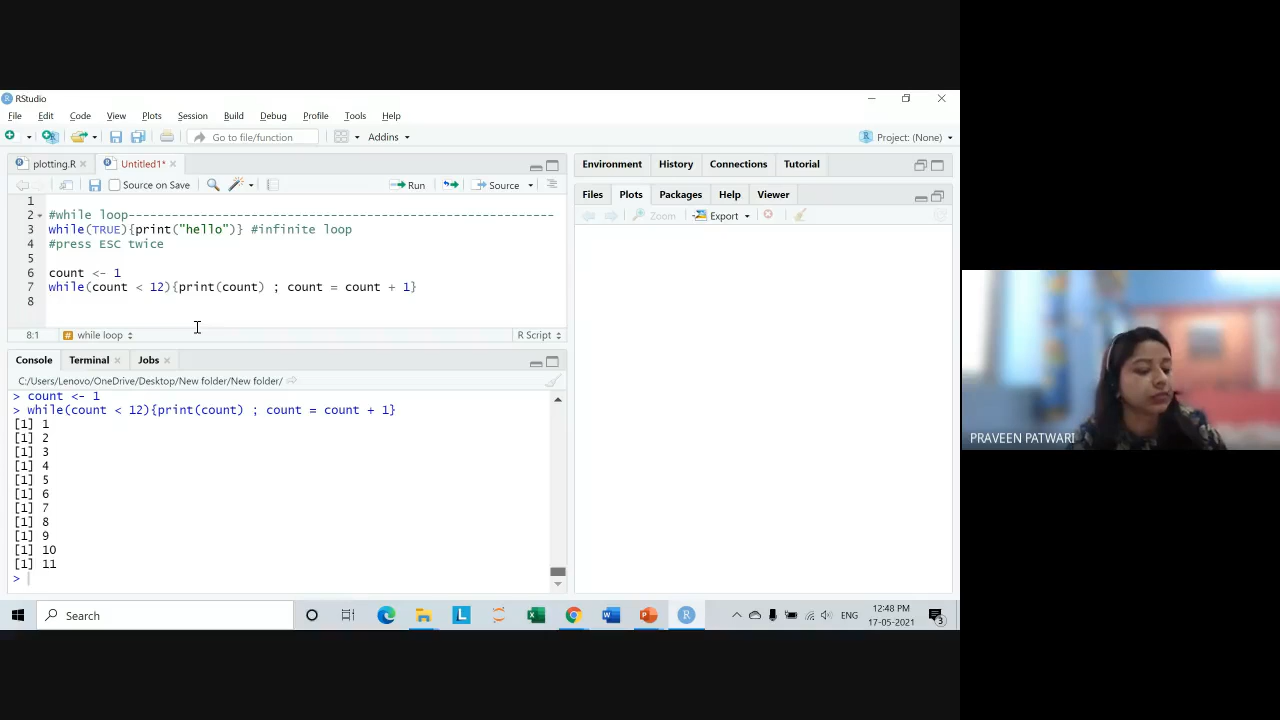 RStudio
File Edit Code View Plots Session Build Debug Profile Tools Help
Go to file/function Addins Project: (None)
plotting.R Untitled1*
Source on Save Run Source
1
2 #while loop-----------------------------------------------------------
3 while(TRUE){print("hello")} #infinite loop
4 #press ESC twice
5
6 count <- 1
7 while(count < 12){print(count) ; count = count + 1}
8
8:1 # while loop R Script
Console Terminal Jobs
C:/Users/Lenovo/OneDrive/Desktop/New folder/New folder/
> count <- 1
> while(count < 12){print(count) ; count = count + 1}
[1] 1
[1] 2
[1] 3
[1] 4
[1] 5
[1] 6
[1] 7
[1] 8
[1] 9
[1] 10
[1] 11
>
Environment History Connections Tutorial
Files Plots Packages Help Viewer
Zoom Export
PRAVEEN PATWARI
Search
ENG
12:48 PM
17-05-2021
3